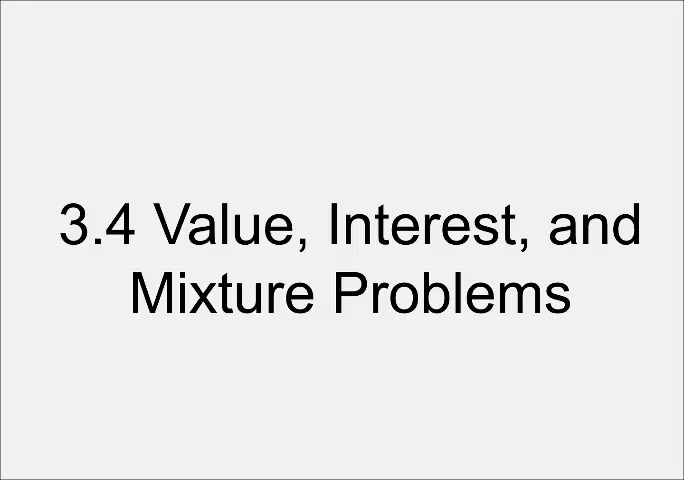 3.4 Value, Interest, and
Mixture Problems